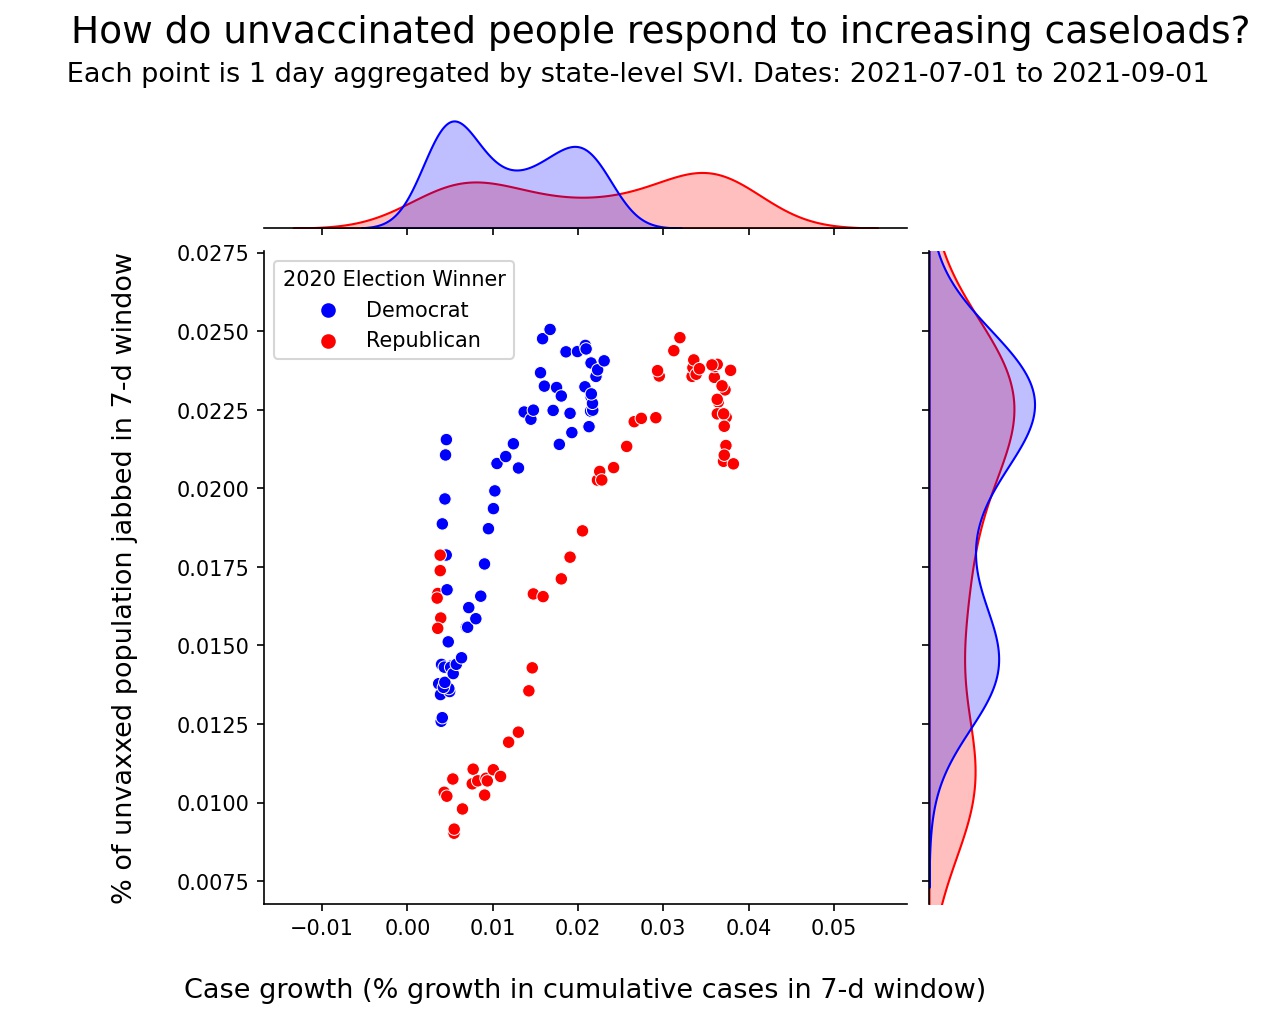 How do unvaccinated people respond to increasing caseloads?
Each point is 1 day aggregated by state-level SVI. Dates: 2021-07-01 to 2021-09-01
% of unvaxxed population jabbed in 7-d window
0.0275
0.0250
0.0225
0.0200
0.0175
0.0150
0.0125
0.0100
0.0075
2020 Election Winner
Democrat
Republican
−0.01 0.00 0.01 0.02 0.03 0.04 0.05
Case growth (% growth in cumulative cases in 7-d window)